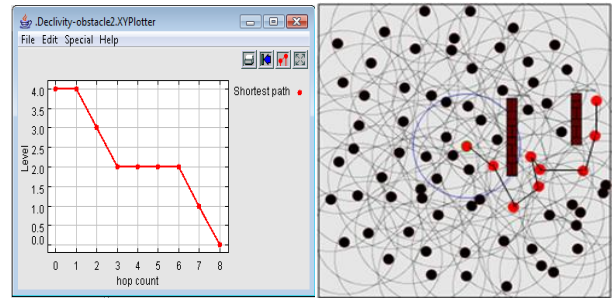 .Declivity-obstacle2.XYPlotter
File Edit Special Help
Shortest path
Level
4.0
3.5
3.0
2.5
2.0
1.5
1.0
0.5
0.0
0 1 2 3 4 5 6 7 8
hop count